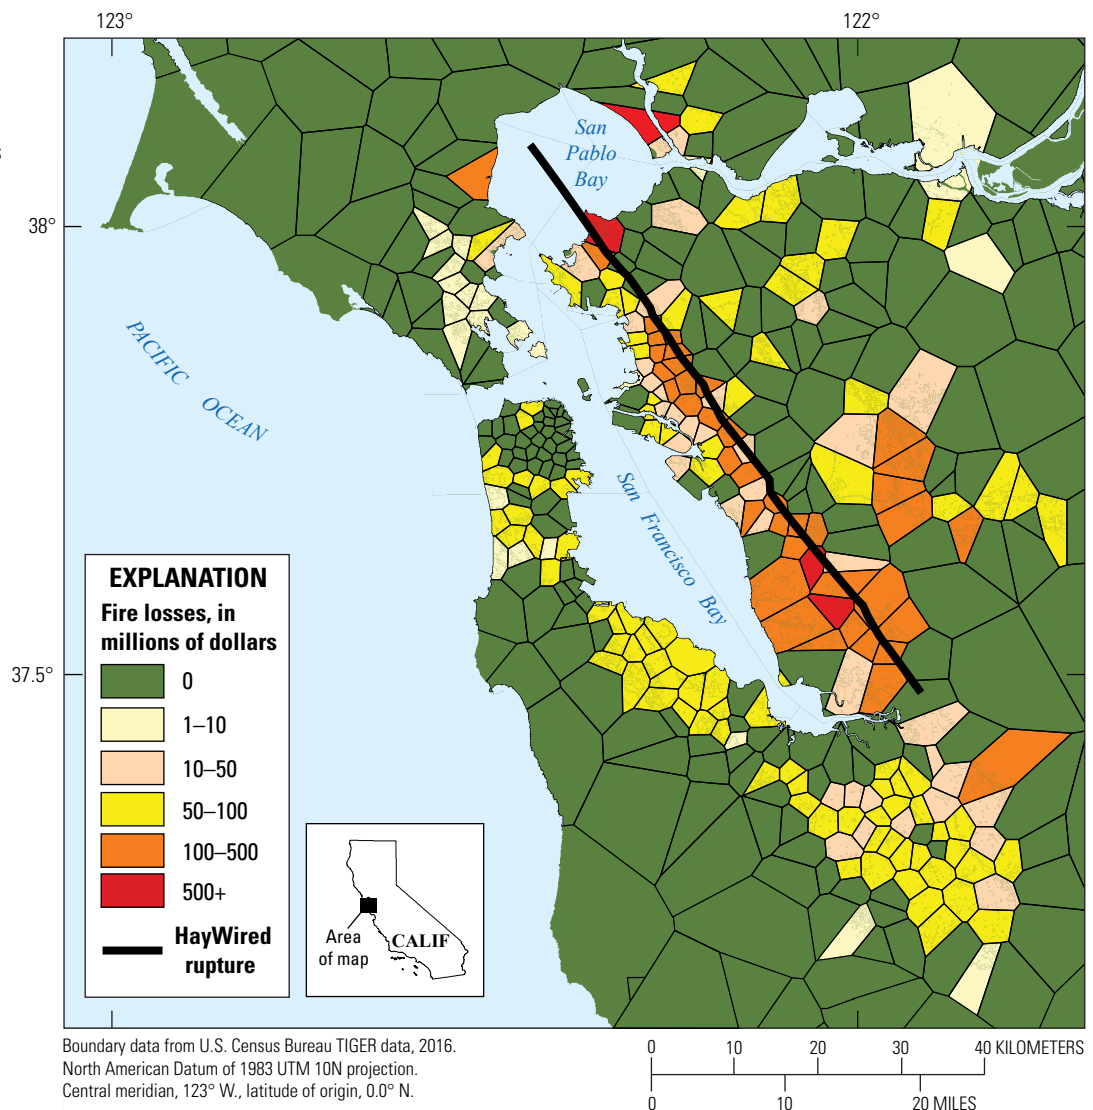 123°
122°
s
San
Pablo
Bay
38°
PACIFIC OCEAN
San Francisco Bay
37.5°
EXPLANATION
Fire losses, in
millions of dollars
0
1–10
10–50
50–100
100–500
500+
HayWired
rupture
Area
of map
CALIF
Boundary data from U.S. Census Bureau TIGER data, 2016.
North American Datum of 1983 UTM 10N projection.
Central meridian, 123° W., latitude of origin, 0.0° N.
0 10 20 30 40 KILOMETERS
0 10 20 MILES